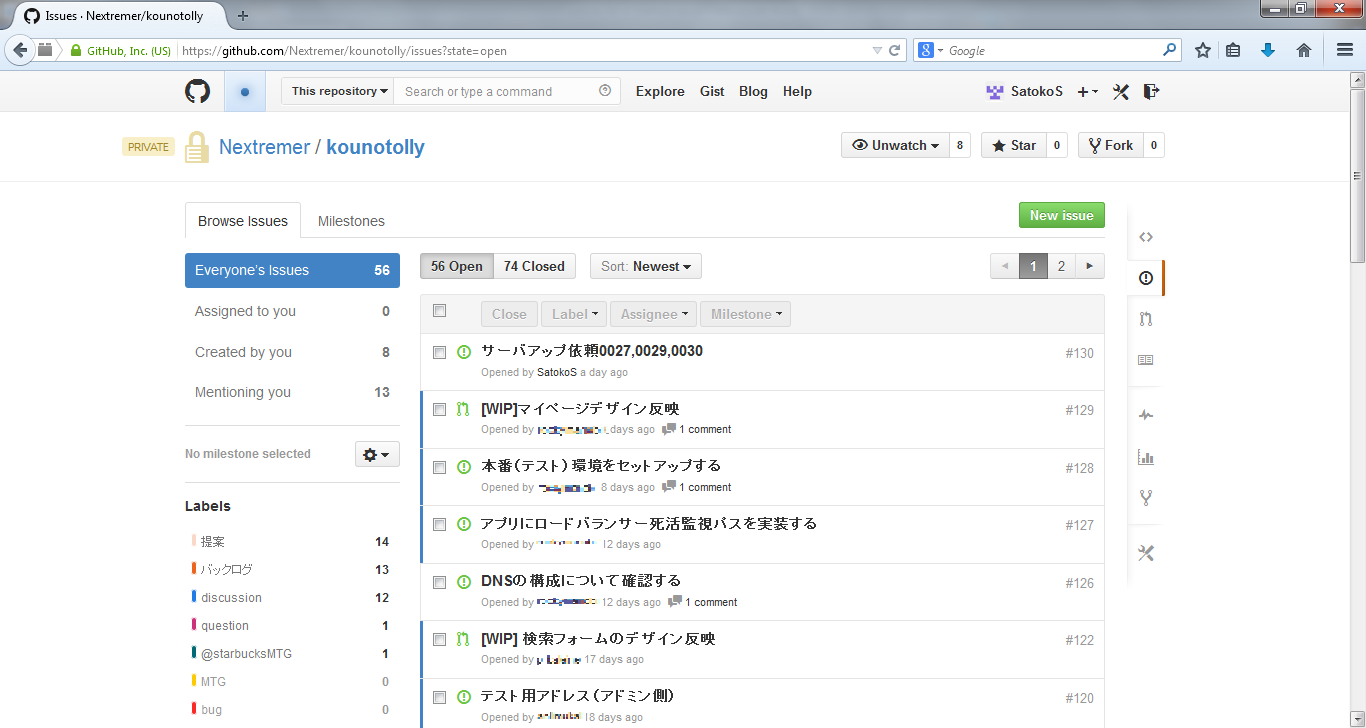 Issues · Nextremer/kounotolly
GitHub, Inc. (US) https://github.com/Nextremer/kounotolly/issues?state=open Google
This repository Search or type a command Explore Gist Blog Help SatokoS
PRIVATE Nextremer / kounotolly Unwatch 8 Star 0 Fork 0
Browse Issues Milestones New issue
Everyone's Issues 56
Assigned to you 0
Created by you 8
Mentioning you 13
No milestone selected
Labels
提案 14
バックログ 13
discussion 12
question 1
@starbucksMTG 1
MTG 0
bug 0
56 Open 74 Closed Sort: Newest 1 2
Close Label Assignee Milestone
サーバアップ依頼0027,0029,0030 #130
Opened by SatokoS a day ago
[WIP]マイページデザイン反映 #129
Opened by days ago 1 comment
本番(テスト)環境をセットアップする #128
Opened by 8 days ago 1 comment
アプリにロードバランサー死活監視パスを実装する #127
Opened by 12 days ago
DNSの構成について確認する #126
Opened by 12 days ago 1 comment
[WIP] 検索フォームのデザイン反映 #122
Opened by 17 days ago
テスト用アドレス(アドミン側) #120
Opened by 18 days ago